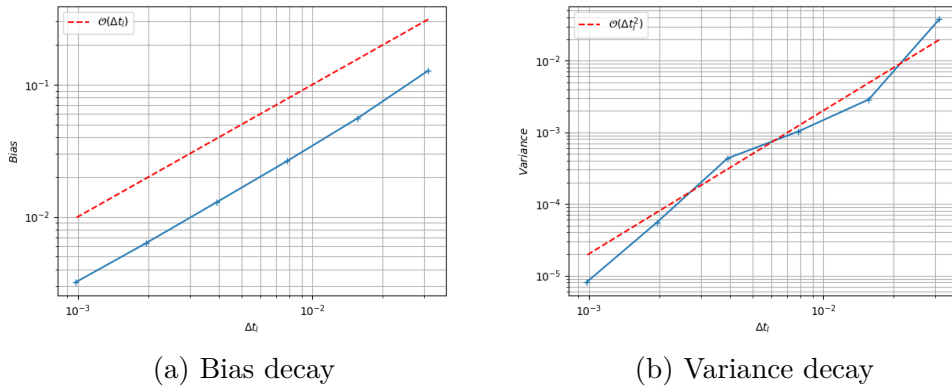 O(Δt_l)
10^{-1}
10^{-2}
Bias
10^{-3}
10^{-2}
Δt_l
(a) Bias decay
O(Δt_l^2)
10^{-2}
10^{-3}
10^{-4}
10^{-5}
Variance
10^{-3}
10^{-2}
Δt_l
(b) Variance decay